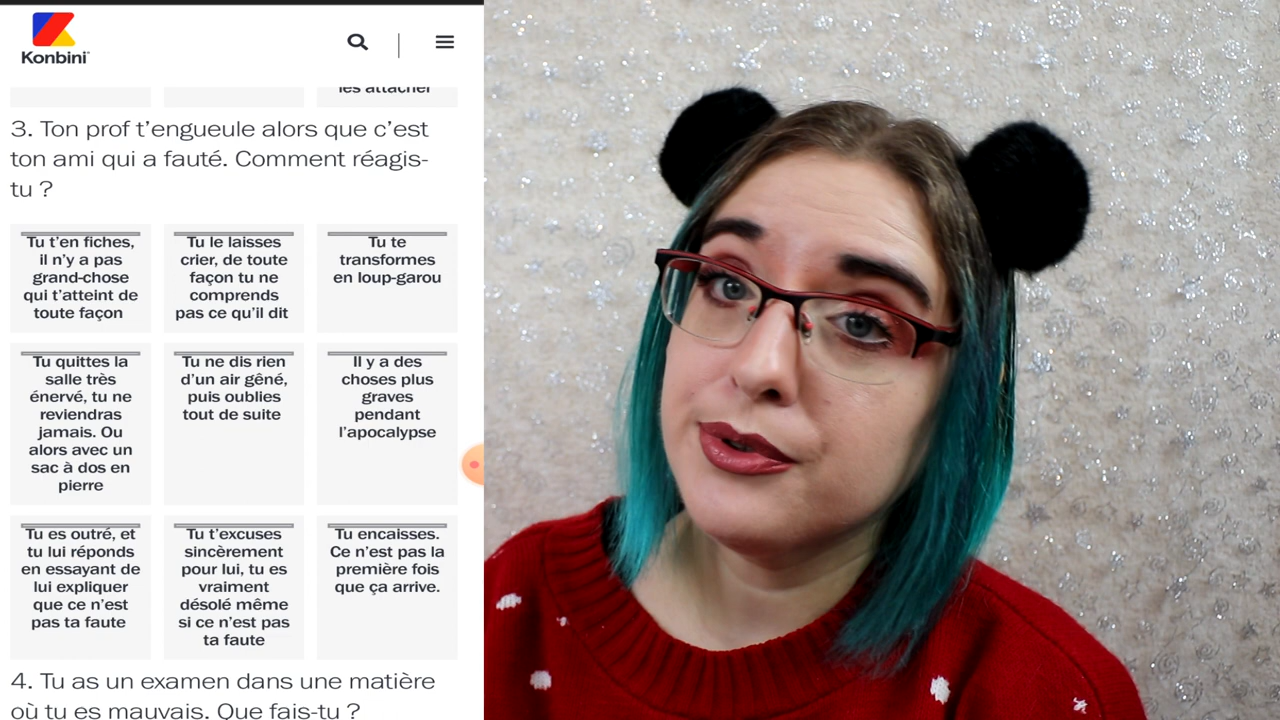 Konbini
les attacher
3. Ton prof t'engueule alors que c'est
ton ami qui a fauté. Comment réagis-
tu ?
Tu t'en fiches,
il n'y a pas
grand-chose
qui t'atteint de
toute façon
Tu le laisses
crier, de toute
façon tu ne
comprends
pas ce qu'il dit
Tu te
transformes
en loup-garou
Tu quittes la
salle très
énervé, tu ne
reviendras
jamais. Ou
alors avec un
sac à dos en
pierre
Tu ne dis rien
d'un air gêné,
puis oublies
tout de suite
Il y a des
choses plus
graves
pendant
l'apocalypse
Tu es outré, et
tu lui réponds
en essayant de
lui expliquer
que ce n'est
pas ta faute
Tu t'excuses
sincèrement
pour lui, tu es
vraiment
désolé même
si ce n'est pas
ta faute
Tu encaisses.
Ce n'est pas la
première fois
que ça arrive.
4. Tu as un examen dans une matière
où tu es mauvais. Que fais-tu ?